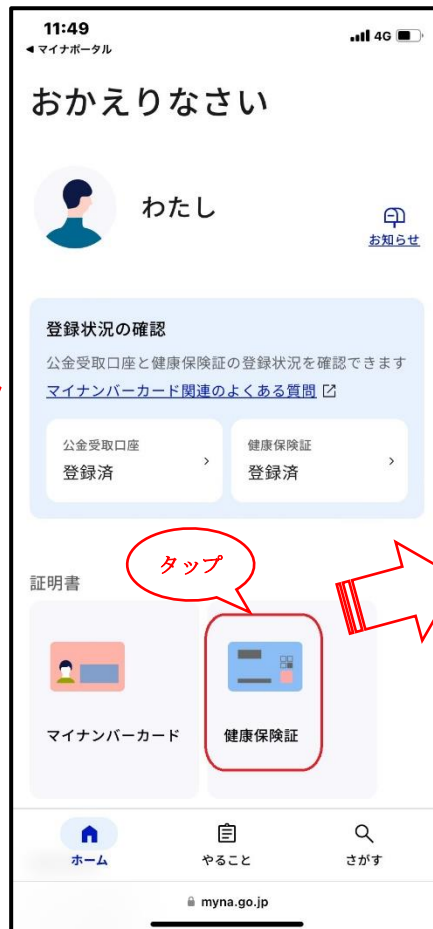 11:49
4G
◀ マイナポータル
おかえりなさい
わたし
お知らせ
登録状況の確認
公金受取口座と健康保険証の登録状況を確認できます
マイナンバーカード関連のよくある質問
公金受取口座
登録済
健康保険証
登録済
タップ
証明書
マイナンバーカード
健康保険証
ホーム
やること
さがす
myna.go.jp